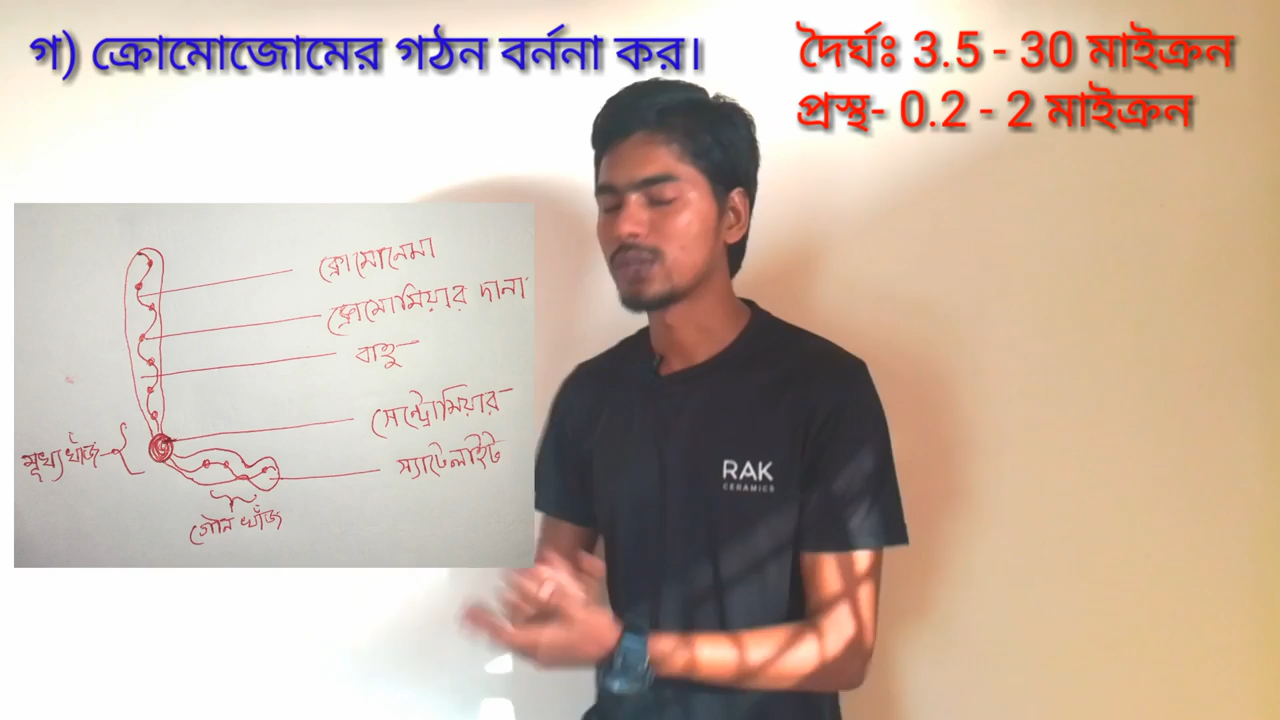 গ) ক্রোমোজোমের গঠন বর্ননা কর।
দৈর্ঘঃ 3.5 - 30 মাইক্রন
প্রস্থ- 0.2 - 2 মাইক্রন
ক্রোমোনেমা
ক্রোমোমিয়ার দানা
বাহু
সেন্ট্রোমিয়ার
মূখ্য খাঁজ
স্যাটেলাইট
গৌন খাঁজ
RAK
CERAMICS